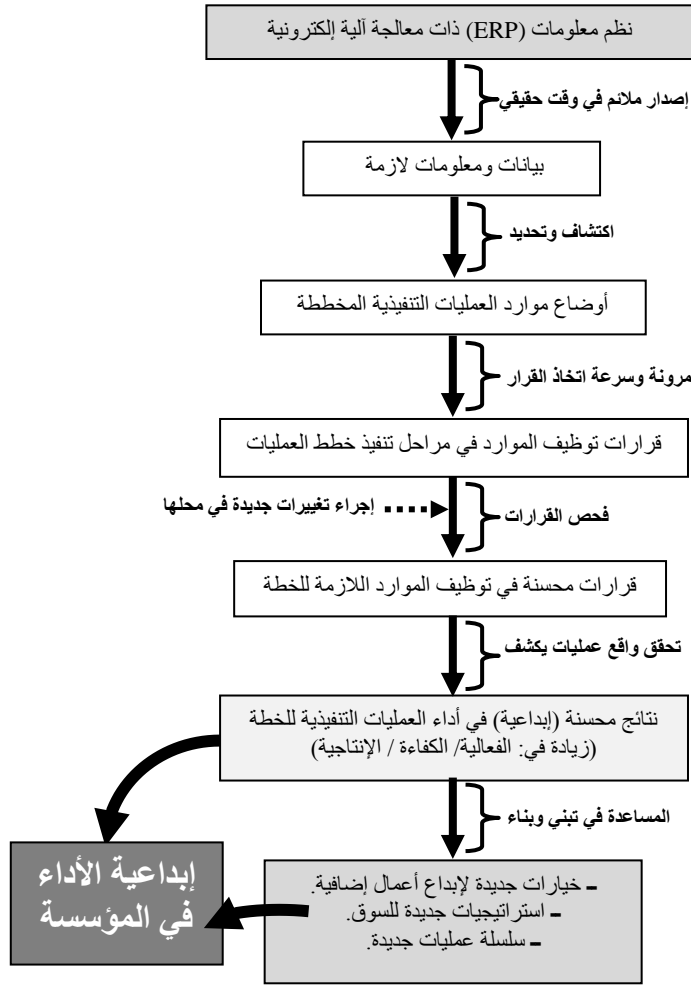 نظم معلومات (ERP) ذات معالجة آلية إلكترونية
إصدار ملائم في وقت حقيقي
بيانات ومعلومات لازمة
اكتشاف وتحديد
أوضاع موارد العمليات التنفيذية المخططة
مرونة وسرعة اتخاذ القرار
قرارات توظيف الموارد في مراحل تنفيذ خطط العمليات
فحص القرارات
إجراء تغييرات جديدة في محلها
قرارات محسنة في توظيف الموارد اللازمة للخطة
تحقق واقع عمليات يكشف
نتائج محسنة (إبداعية) في أداء العمليات التنفيذية للخطة
(زيادة في: الفعالية/ الكفاءة / الإنتاجية)
المساعدة في تبني وبناء
- خيارات جديدة لإبداع أعمال إضافية.
- استراتيجيات جديدة للسوق.
- سلسلة عمليات جديدة.
إبداعية الأداء
في المؤسسة